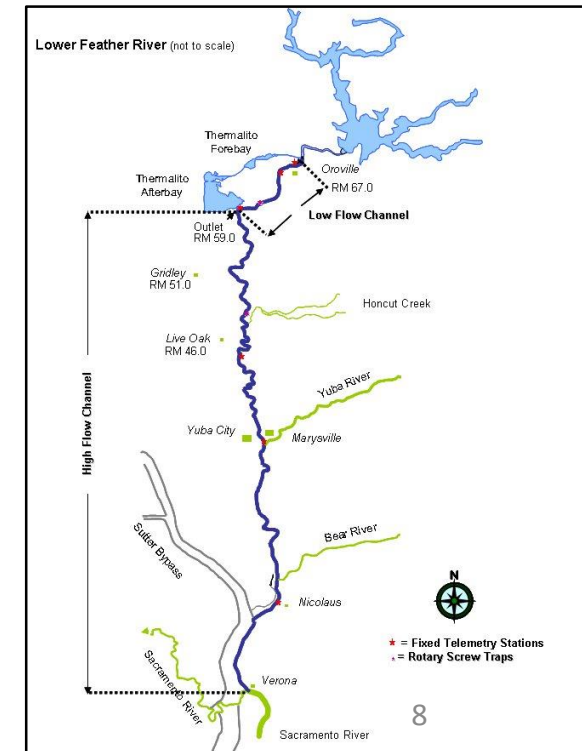 Lower Feather River (not to scale)
Thermalito
Forebay
Oroville
RM 67.0
Thermalito
Afterbay
Low Flow Channel
Outlet
RM 59.0
Gridley
RM 51.0
Honcut Creek
Live Oak
RM 46.0
Yuba River
High Flow Channel
Yuba City
Marysville
Sutter Bypass
Bear River
N
Nicolaus
★ = Fixed Telemetry Stations
★ = Rotary Screw Traps
Sacramento River
Verona
8
Sacramento River